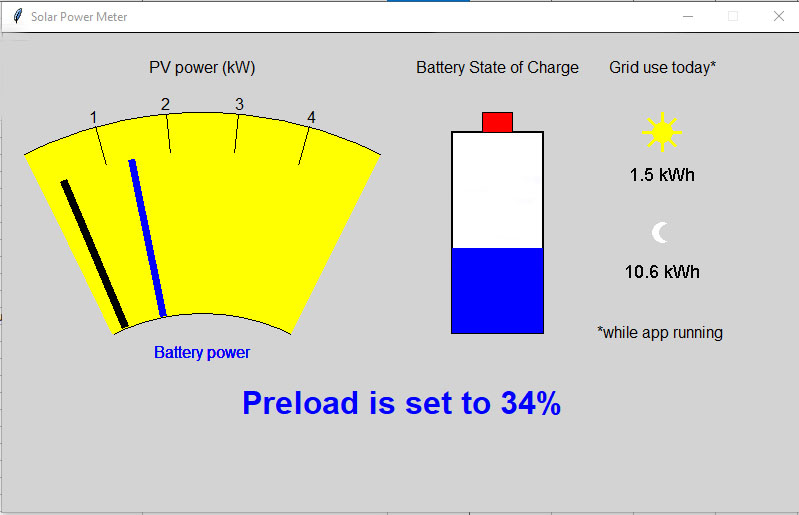 Solar Power Meter
PV power (kW)
Battery State of Charge
Grid use today*
1
2
3
4
1.5 kWh
10.6 kWh
*while app running
Battery power
Preload is set to 34%